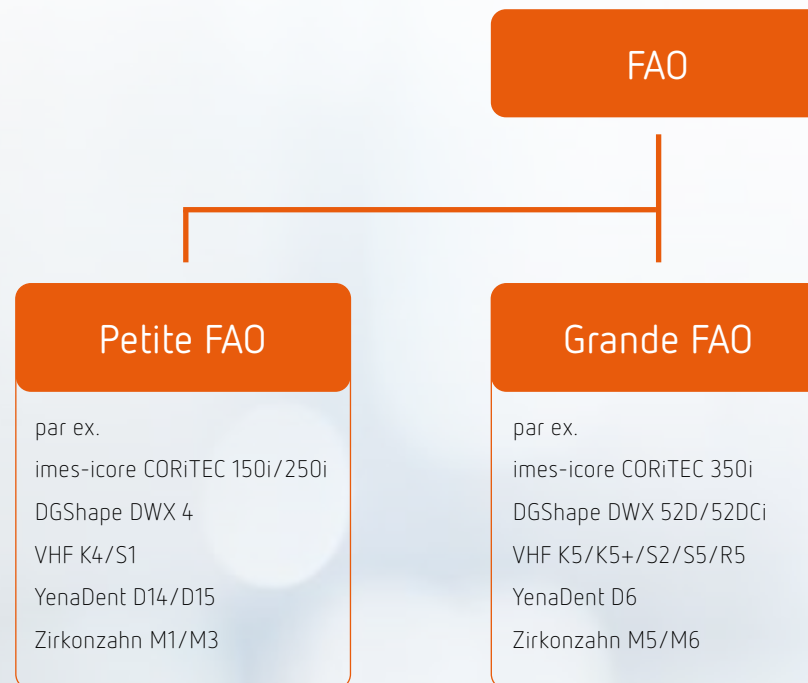 FAO
Petite FAO
par ex.
imes-icore CORiTEC 150i/250i
DGShape DWX 4
VHF K4/S1
YenaDent D14/D15
Zirkonzahn M1/M3
Grande FAO
par ex.
imes-icore CORiTEC 350i
DGShape DWX 52D/52DCi
VHF K5/K5+/S2/S5/R5
YenaDent D6
Zirkonzahn M5/M6